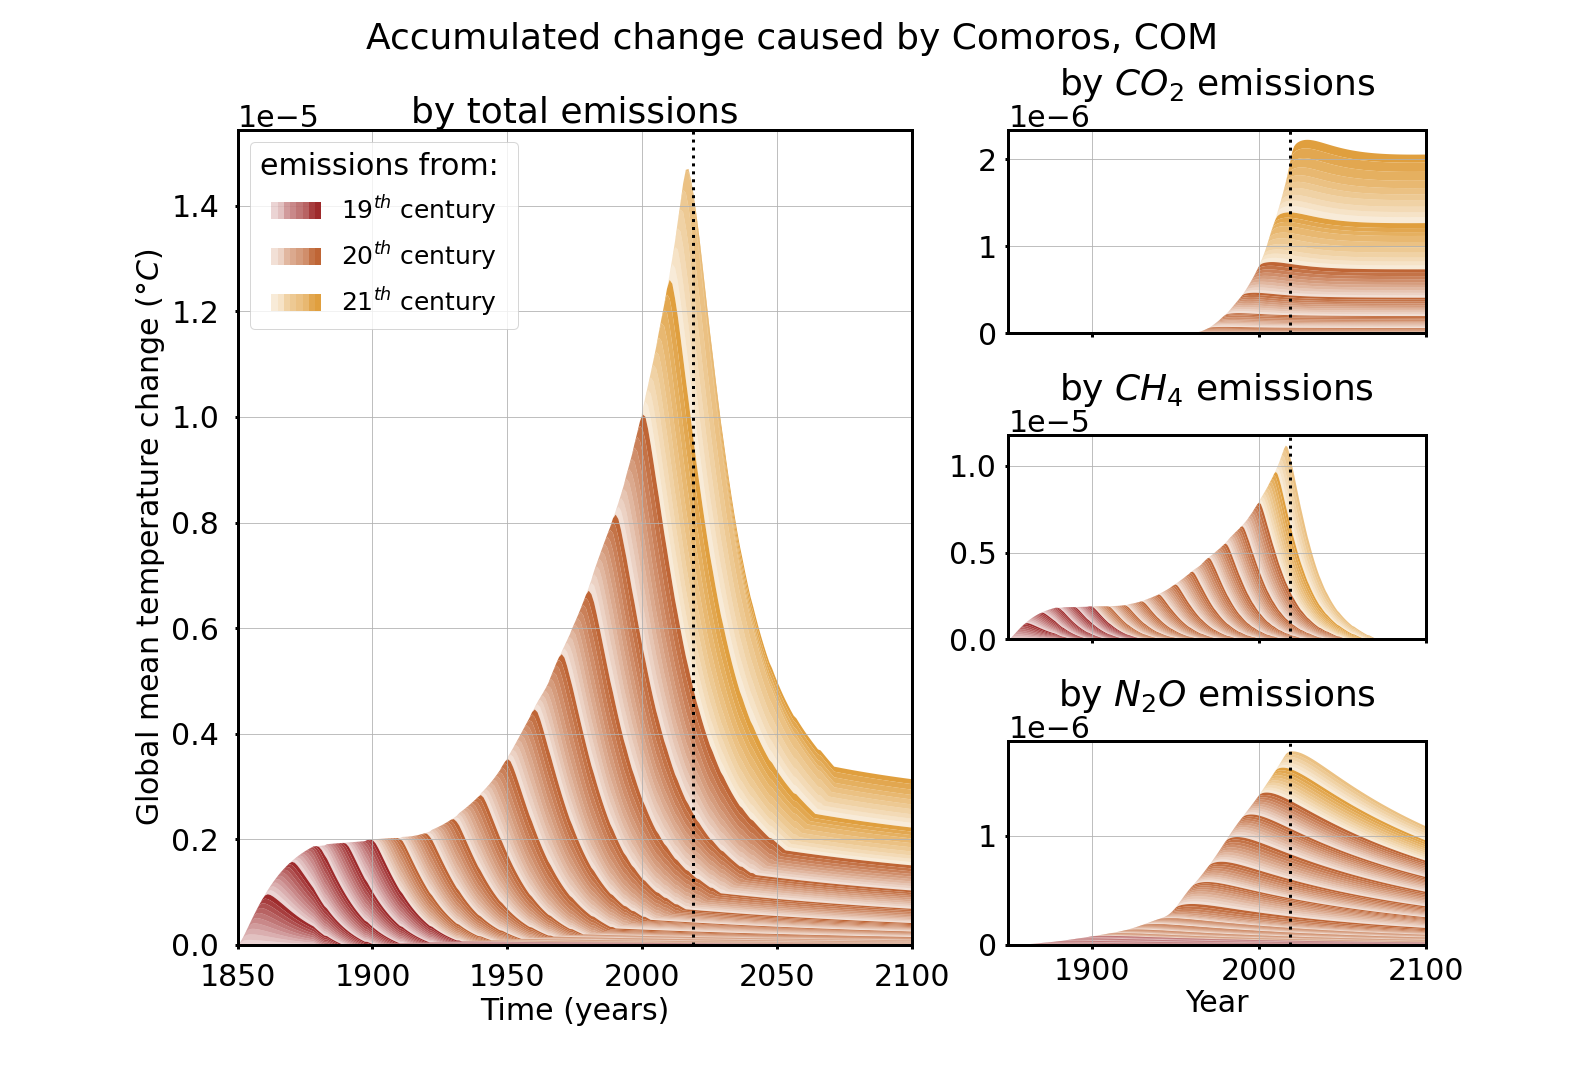 Accumulated change caused by Comoros, COM
by total emissions
1e−5
emissions from:
19th century
20th century
21th century
Global mean temperature change (°C)
1.4
1.2
1.0
0.8
0.6
0.4
0.2
0.0
1850 1900 1950 2000 2050 2100
Time (years)
by CO2 emissions
1e−6
2
1
0
by CH4 emissions
1e−5
1.0
0.5
0.0
by N2O emissions
1e−6
1
0
1900 2000 2100
Year